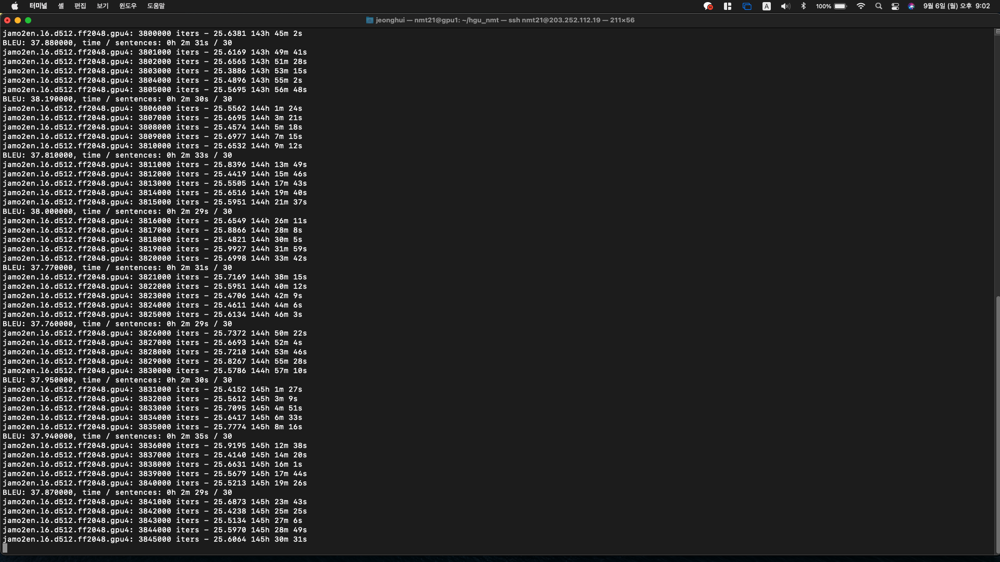 터미널 셸 편집 보기 윈도우 도움말 A 100% 9월 6일 (월) 오후 9:02
jeonghui — nmt21@gpu1: ~/hgu_nmt — ssh nmt21@203.252.112.19 — 211×56
jamo2en.l6.d512.ff2048.gpu4: 3800000 iters - 25.6381 143h 45m 2s
BLEU: 37.880000, time / sentences: 0h 2m 31s / 30
jamo2en.l6.d512.ff2048.gpu4: 3801000 iters - 25.6169 143h 49m 41s
jamo2en.l6.d512.ff2048.gpu4: 3802000 iters - 25.6565 143h 51m 28s
jamo2en.l6.d512.ff2048.gpu4: 3803000 iters - 25.3886 143h 53m 15s
jamo2en.l6.d512.ff2048.gpu4: 3804000 iters - 25.4896 143h 55m 2s
jamo2en.l6.d512.ff2048.gpu4: 3805000 iters - 25.5695 143h 56m 48s
BLEU: 38.190000, time / sentences: 0h 2m 30s / 30
jamo2en.l6.d512.ff2048.gpu4: 3806000 iters - 25.5562 144h 1m 24s
jamo2en.l6.d512.ff2048.gpu4: 3807000 iters - 25.6695 144h 3m 21s
jamo2en.l6.d512.ff2048.gpu4: 3808000 iters - 25.4574 144h 5m 18s
jamo2en.l6.d512.ff2048.gpu4: 3809000 iters - 25.6977 144h 7m 15s
jamo2en.l6.d512.ff2048.gpu4: 3810000 iters - 25.6532 144h 9m 12s
BLEU: 37.810000, time / sentences: 0h 2m 33s / 30
jamo2en.l6.d512.ff2048.gpu4: 3811000 iters - 25.8396 144h 13m 49s
jamo2en.l6.d512.ff2048.gpu4: 3812000 iters - 25.4419 144h 15m 46s
jamo2en.l6.d512.ff2048.gpu4: 3813000 iters - 25.5505 144h 17m 43s
jamo2en.l6.d512.ff2048.gpu4: 3814000 iters - 25.6516 144h 19m 40s
jamo2en.l6.d512.ff2048.gpu4: 3815000 iters - 25.5951 144h 21m 37s
BLEU: 38.000000, time / sentences: 0h 2m 29s / 30
jamo2en.l6.d512.ff2048.gpu4: 3816000 iters - 25.6549 144h 26m 11s
jamo2en.l6.d512.ff2048.gpu4: 3817000 iters - 25.8866 144h 28m 8s
jamo2en.l6.d512.ff2048.gpu4: 3818000 iters - 25.4821 144h 30m 5s
jamo2en.l6.d512.ff2048.gpu4: 3819000 iters - 25.9927 144h 31m 59s
jamo2en.l6.d512.ff2048.gpu4: 3820000 iters - 25.6998 144h 33m 42s
BLEU: 37.770000, time / sentences: 0h 2m 31s / 30
jamo2en.l6.d512.ff2048.gpu4: 3821000 iters - 25.7169 144h 38m 15s
jamo2en.l6.d512.ff2048.gpu4: 3822000 iters - 25.5951 144h 40m 12s
jamo2en.l6.d512.ff2048.gpu4: 3823000 iters - 25.4706 144h 42m 9s
jamo2en.l6.d512.ff2048.gpu4: 3824000 iters - 25.4611 144h 44m 6s
jamo2en.l6.d512.ff2048.gpu4: 3825000 iters - 25.6134 144h 46m 3s
BLEU: 37.760000, time / sentences: 0h 2m 29s / 30
jamo2en.l6.d512.ff2048.gpu4: 3826000 iters - 25.7372 144h 50m 22s
jamo2en.l6.d512.ff2048.gpu4: 3827000 iters - 25.6693 144h 52m 4s
jamo2en.l6.d512.ff2048.gpu4: 3828000 iters - 25.7210 144h 53m 46s
jamo2en.l6.d512.ff2048.gpu4: 3829000 iters - 25.8267 144h 55m 28s
jamo2en.l6.d512.ff2048.gpu4: 3830000 iters - 25.5786 144h 57m 10s
BLEU: 37.950000, time / sentences: 0h 2m 30s / 30
jamo2en.l6.d512.ff2048.gpu4: 3831000 iters - 25.4152 145h 1m 27s
jamo2en.l6.d512.ff2048.gpu4: 3832000 iters - 25.5612 145h 3m 9s
jamo2en.l6.d512.ff2048.gpu4: 3833000 iters - 25.7095 145h 4m 51s
jamo2en.l6.d512.ff2048.gpu4: 3834000 iters - 25.6417 145h 6m 33s
jamo2en.l6.d512.ff2048.gpu4: 3835000 iters - 25.7774 145h 8m 16s
BLEU: 37.940000, time / sentences: 0h 2m 35s / 30
jamo2en.l6.d512.ff2048.gpu4: 3836000 iters - 25.9195 145h 12m 38s
jamo2en.l6.d512.ff2048.gpu4: 3837000 iters - 25.4140 145h 14m 20s
jamo2en.l6.d512.ff2048.gpu4: 3838000 iters - 25.6631 145h 16m 1s
jamo2en.l6.d512.ff2048.gpu4: 3839000 iters - 25.5679 145h 17m 44s
jamo2en.l6.d512.ff2048.gpu4: 3840000 iters - 25.5213 145h 19m 26s
BLEU: 37.870000, time / sentences: 0h 2m 29s / 30
jamo2en.l6.d512.ff2048.gpu4: 3841000 iters - 25.6873 145h 23m 43s
jamo2en.l6.d512.ff2048.gpu4: 3842000 iters - 25.4238 145h 25m 25s
jamo2en.l6.d512.ff2048.gpu4: 3843000 iters - 25.5134 145h 27m 6s
jamo2en.l6.d512.ff2048.gpu4: 3844000 iters - 25.5970 145h 28m 49s
jamo2en.l6.d512.ff2048.gpu4: 3845000 iters - 25.6064 145h 30m 31s